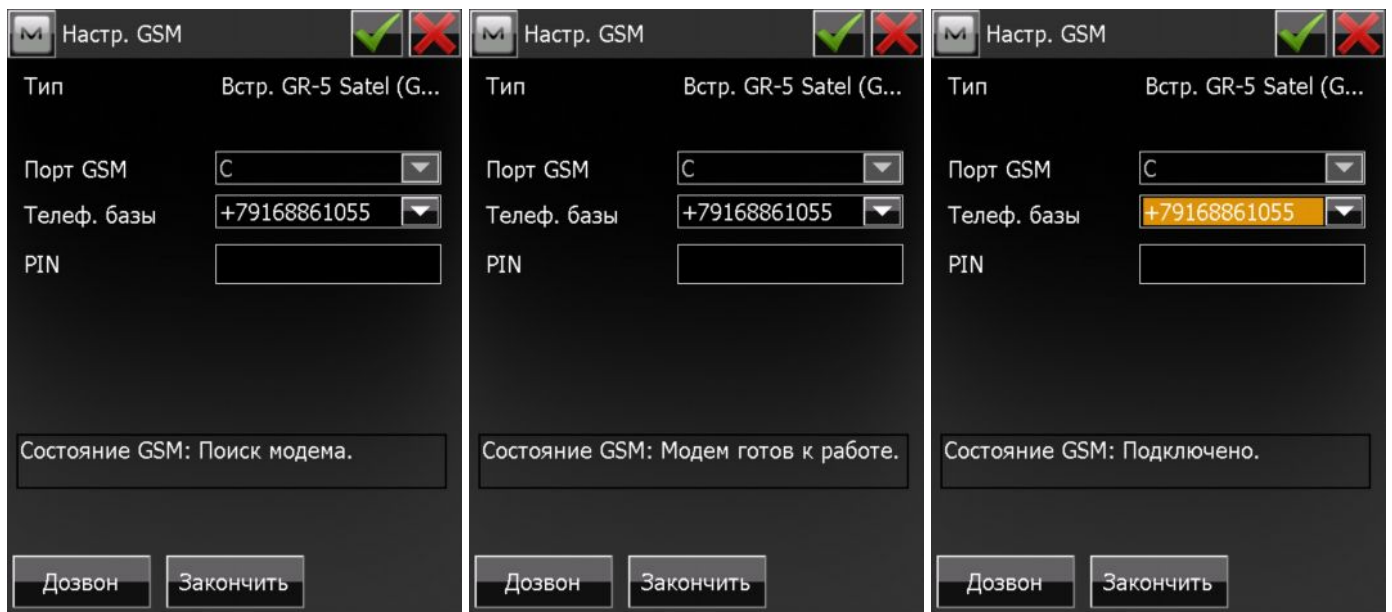 Настр. GSM
Тип Встр. GR-5 Satel (G...
Порт GSM C
Телеф. базы +79168861055
PIN
Состояние GSM: Поиск модема.
Дозвон Закончить
Настр. GSM
Тип Встр. GR-5 Satel (G...
Порт GSM C
Телеф. базы +79168861055
PIN
Состояние GSM: Модем готов к работе.
Дозвон Закончить
Настр. GSM
Тип Встр. GR-5 Satel (G...
Порт GSM C
Телеф. базы +79168861055
PIN
Состояние GSM: Подключено.
Дозвон Закончить